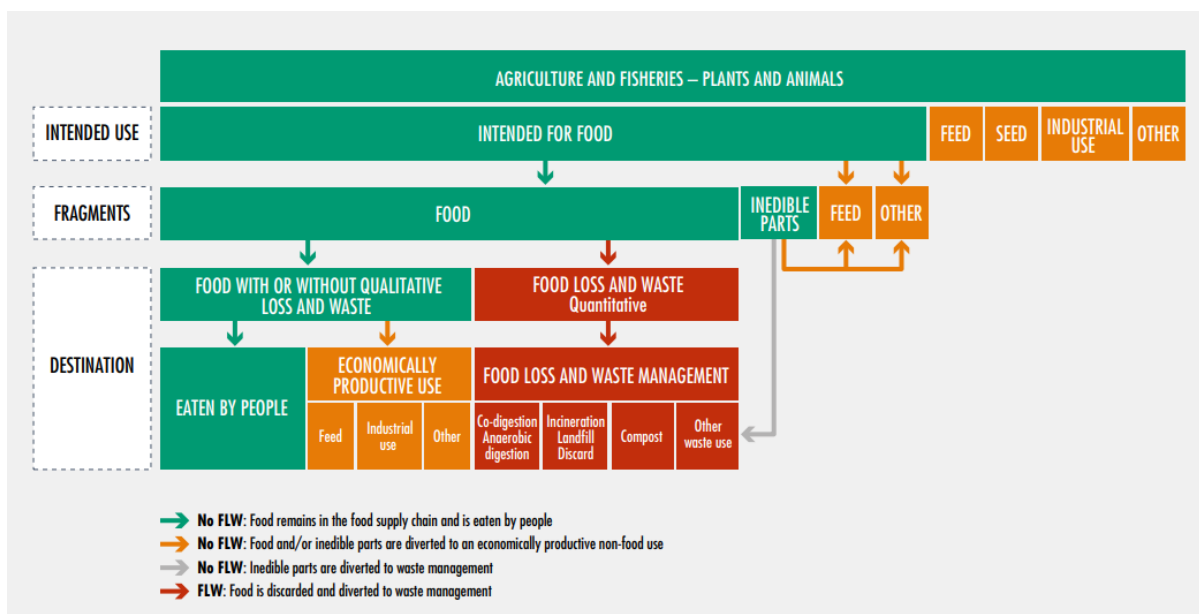 AGRICULTURE AND FISHERIES – PLANTS AND ANIMALS
INTENDED USE
INTENDED FOR FOOD
FEED
SEED
INDUSTRIAL
USE
OTHER
FRAGMENTS
FOOD
INEDIBLE
PARTS
FEED
OTHER
DESTINATION
FOOD WITH OR WITHOUT QUALITATIVE
LOSS AND WASTE
FOOD LOSS AND WASTE
Quantitative
EATEN BY PEOPLE
ECONOMICALLY
PRODUCTIVE USE
Feed
Industrial
use
Other
FOOD LOSS AND WASTE MANAGEMENT
Co-digestion
Anaerobic
digestion
Incineration
Landfill
Discard
Compost
Other
waste use
No FLW: Food remains in the food supply chain and is eaten by people
No FLW: Food and/or inedible parts are diverted to an economically productive non-food use
No FLW: Inedible parts are diverted to waste management
FLW: Food is discarded and diverted to waste management